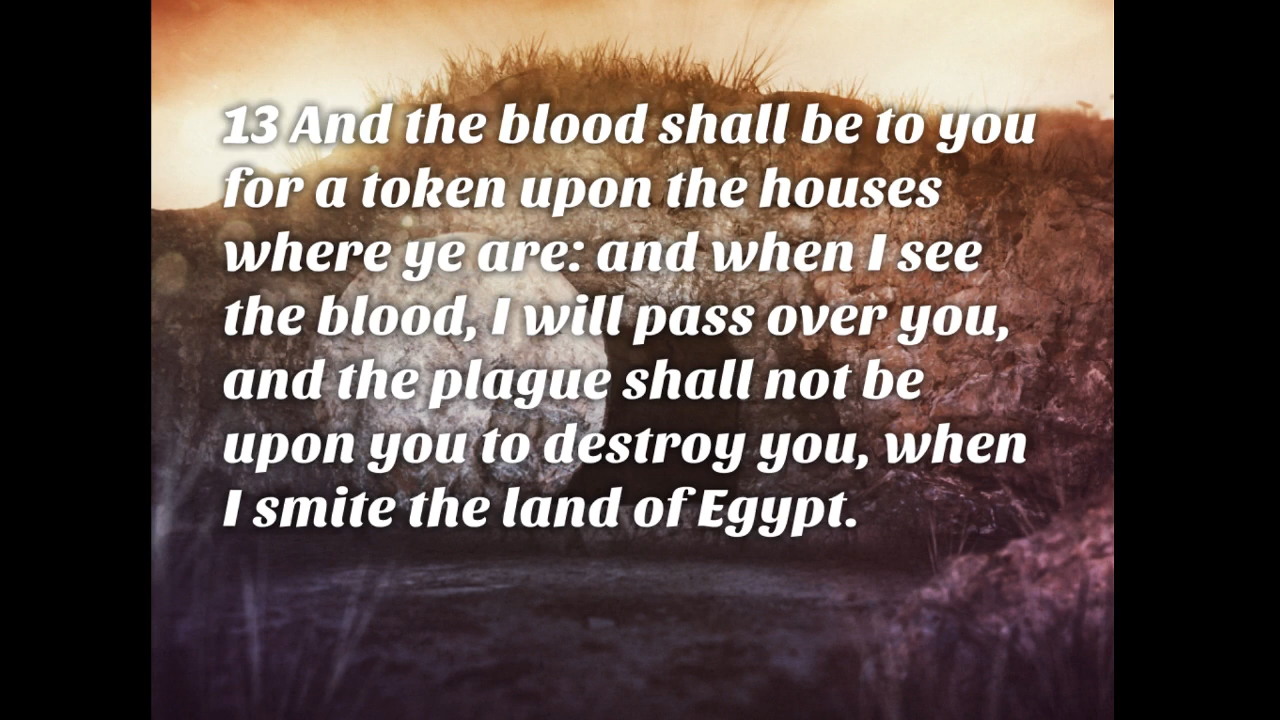 13 And the blood shall be to you
for a token upon the houses
where ye are: and when I see
the blood, I will pass over you,
and the plague shall not be
upon you to destroy you, when
I smite the land of Egypt.